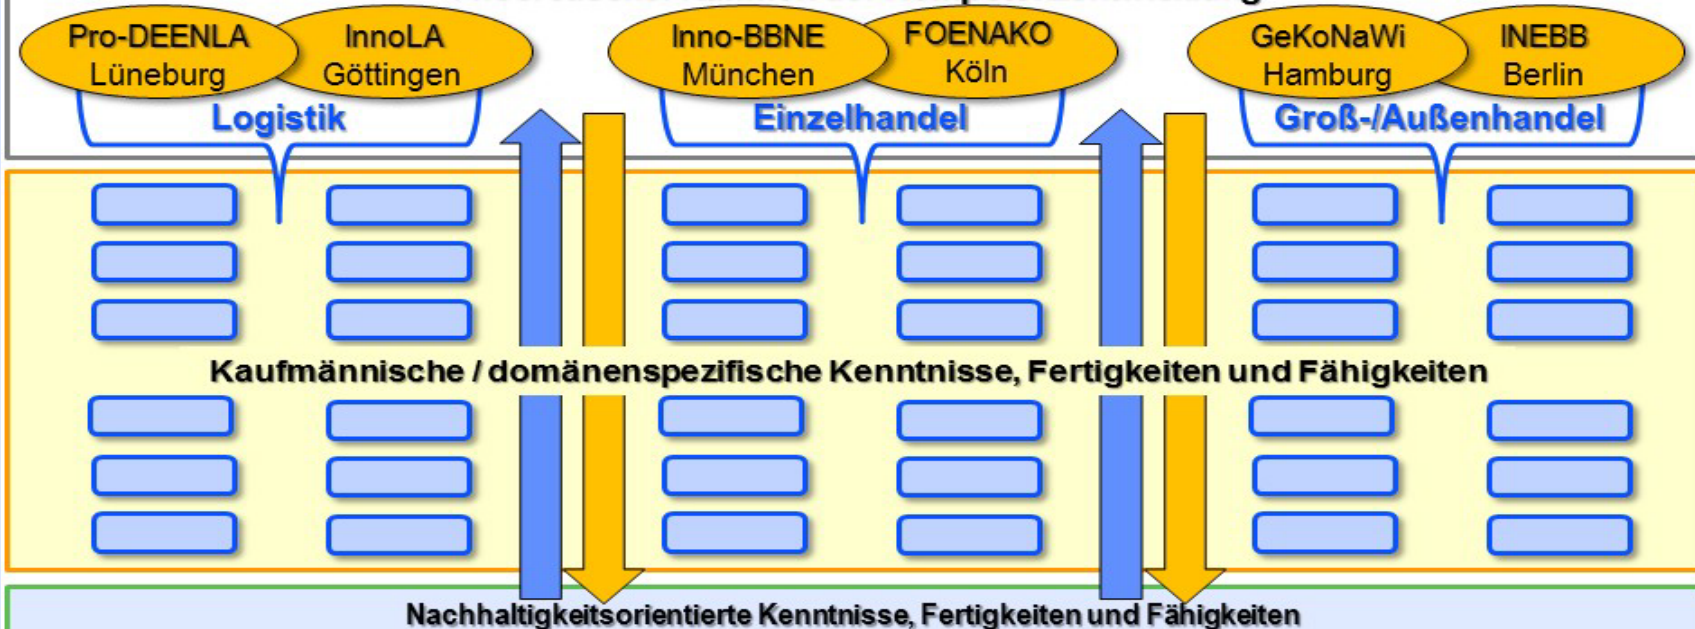 Pro-DEENLA
Lüneburg
InnoLA
Göttingen
Inno-BBNE
München
FOENAKO
Köln
GeKoNaWi
Hamburg
INEBB
Berlin
Logistik
Einzelhandel
Groß-/Außenhandel
Kaufmännische / domänenspezifische Kenntnisse, Fertigkeiten und Fähigkeiten
Nachhaltigkeitsorientierte Kenntnisse, Fertigkeiten und Fähigkeiten